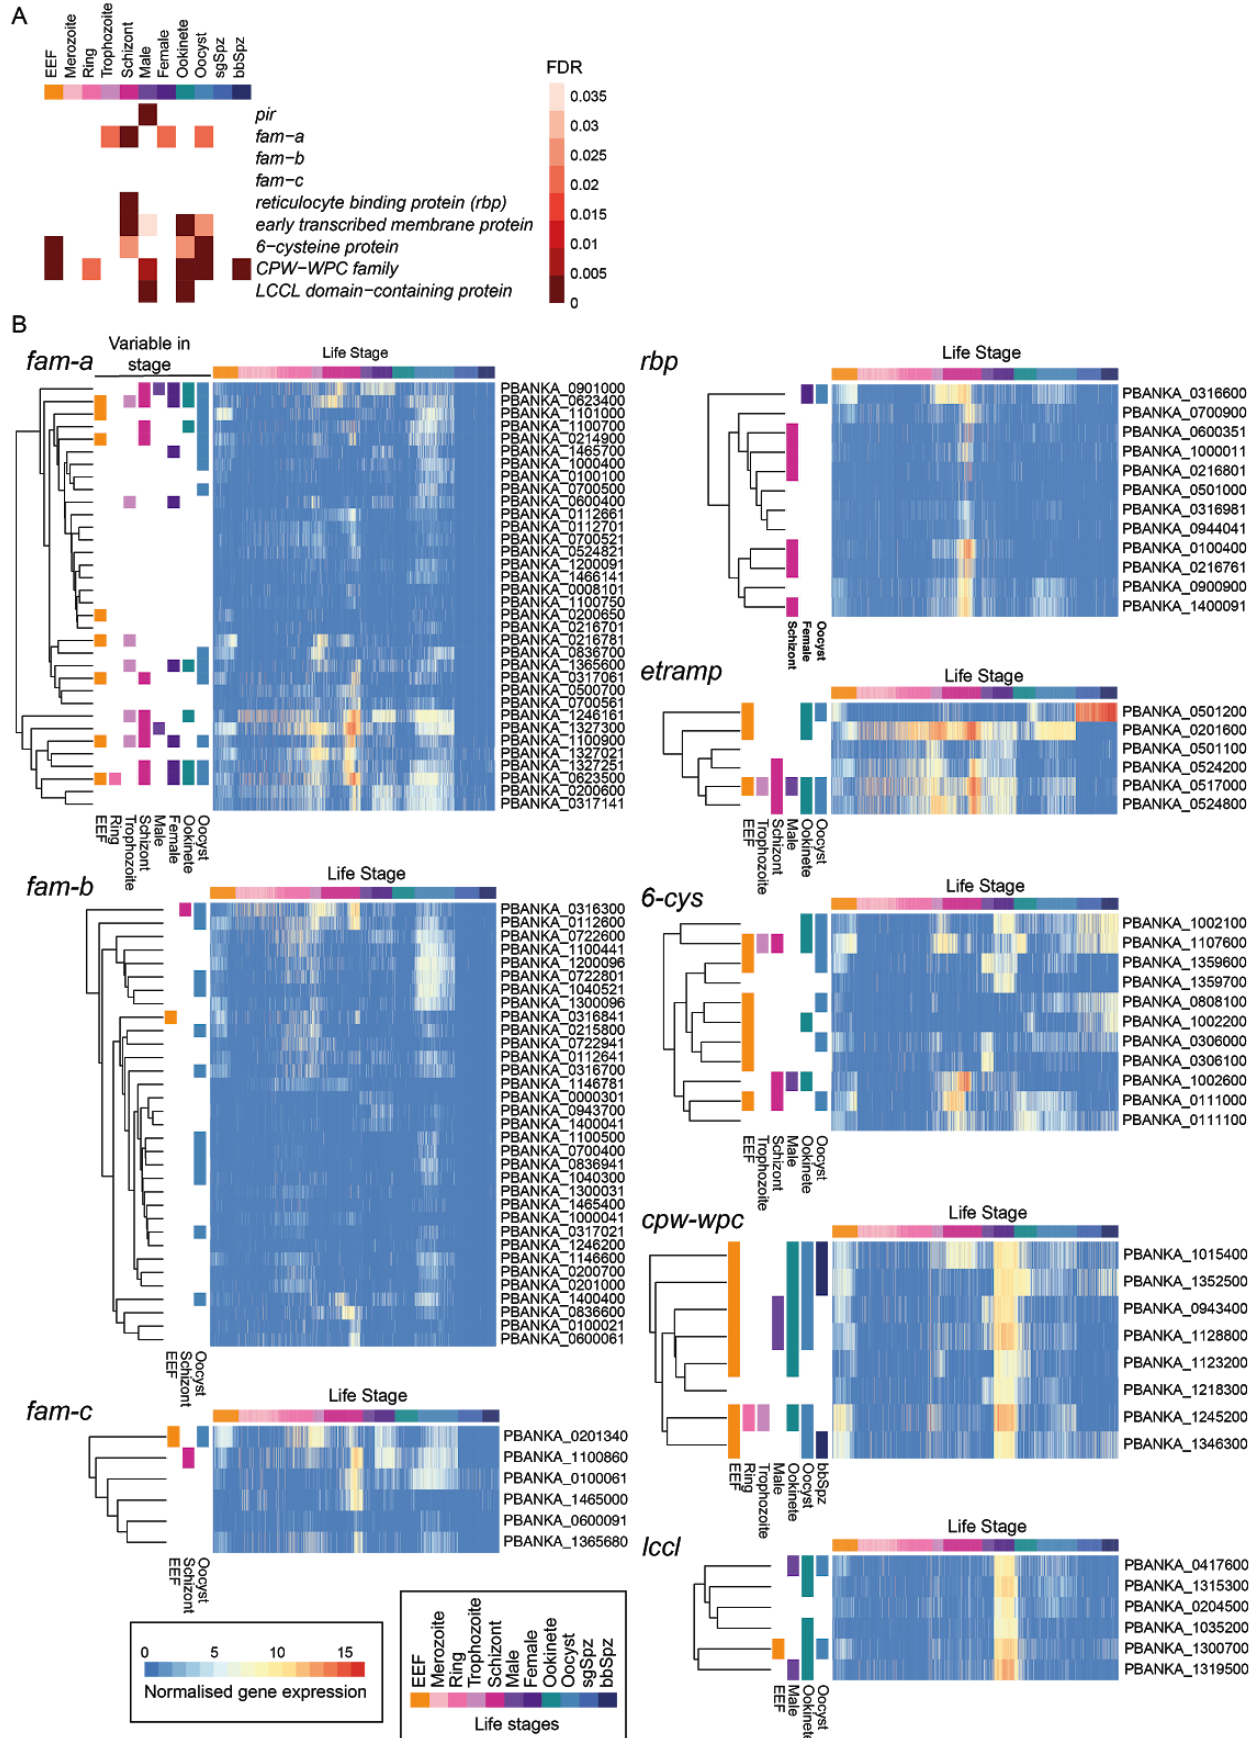 A
EEF
Merozoite
Ring
Trophozoite
Schizont
Male
Female
Ookinete
Oocyst
sgSpz
bbSpz
pir
fam−a
fam−b
fam−c
reticulocyte binding protein (rbp)
early transcribed membrane protein
6−cysteine protein
CPW−WPC family
LCCL domain−containing protein
FDR
0.035
0.03
0.025
0.02
0.015
0.01
0.005
0
B
fam-a
Variable in
stage
Life Stage
PBANKA_0901000
PBANKA_0623400
PBANKA_1101000
PBANKA_1100700
PBANKA_0214900
PBANKA_1465700
PBANKA_1000400
PBANKA_0100100
PBANKA_0700500
PBANKA_0600400
PBANKA_0112661
PBANKA_0112701
PBANKA_0700521
PBANKA_0524821
PBANKA_1200091
PBANKA_1466141
PBANKA_0008101
PBANKA_1100750
PBANKA_0200650
PBANKA_0216701
PBANKA_0216781
PBANKA_0836700
PBANKA_1365600
PBANKA_0317061
PBANKA_0500700
PBANKA_0700561
PBANKA_1246161
PBANKA_1327300
PBANKA_1100900
PBANKA_1327021
PBANKA_1327251
PBANKA_0623500
PBANKA_0200600
PBANKA_0317141
EEF
Ring
Trophozoite
Schizont
Male
Female
Ookinete
Oocyst
fam-b
Life Stage
PBANKA_0316300
PBANKA_0112600
PBANKA_0722600
PBANKA_1100441
PBANKA_1200096
PBANKA_0722801
PBANKA_1040521
PBANKA_1300096
PBANKA_0316841
PBANKA_0215800
PBANKA_0722941
PBANKA_0112641
PBANKA_0316700
PBANKA_1146781
PBANKA_0000301
PBANKA_0943700
PBANKA_1400041
PBANKA_1100500
PBANKA_0700400
PBANKA_0836941
PBANKA_1040300
PBANKA_1300031
PBANKA_1465400
PBANKA_1000041
PBANKA_0317021
PBANKA_1246200
PBANKA_1146600
PBANKA_0200700
PBANKA_0201000
PBANKA_1400400
PBANKA_0836600
PBANKA_0100021
PBANKA_0600061
EEF
Schizont
Oocyst
fam-c
Life Stage
PBANKA_0201340
PBANKA_1100860
PBANKA_0100061
PBANKA_1465000
PBANKA_0600091
PBANKA_1365680
EEF
Schizont
Oocyst
0 5 10 15
Normalised gene expression
EEF
Merozoite
Ring
Trophozoite
Schizont
Male
Female
Ookinete
Oocyst
sgSpz
bbSpz
Life stages
rbp
Life Stage
PBANKA_0316600
PBANKA_0700900
PBANKA_0600351
PBANKA_1000011
PBANKA_0216801
PBANKA_0501000
PBANKA_0316981
PBANKA_0944041
PBANKA_0100400
PBANKA_0216761
PBANKA_0900900
PBANKA_1400091
Schizont
Female
Oocyst
etramp
Life Stage
PBANKA_0501200
PBANKA_0201600
PBANKA_0501100
PBANKA_0524200
PBANKA_0517000
PBANKA_0524800
EEF
Trophozoite
Schizont
Male
Ookinete
Oocyst
6-cys
Life Stage
PBANKA_1002100
PBANKA_1107600
PBANKA_1359600
PBANKA_1359700
PBANKA_0808100
PBANKA_1002200
PBANKA_0306000
PBANKA_0306100
PBANKA_1002600
PBANKA_0111000
PBANKA_0111100
EEF
Trophozoite
Schizont
Male
Ookinete
Oocyst
cpw-wpc
Life Stage
PBANKA_1015400
PBANKA_1352500
PBANKA_0943400
PBANKA_1128800
PBANKA_1123200
PBANKA_1218300
PBANKA_1245200
PBANKA_1346300
EEF
Ring
Trophozoite
Male
Ookinete
Oocyst
bbSpz
lccl
Life Stage
PBANKA_0417600
PBANKA_1315300
PBANKA_0204500
PBANKA_1035200
PBANKA_1300700
PBANKA_1319500
EEF
Male
Ookinete
Oocyst